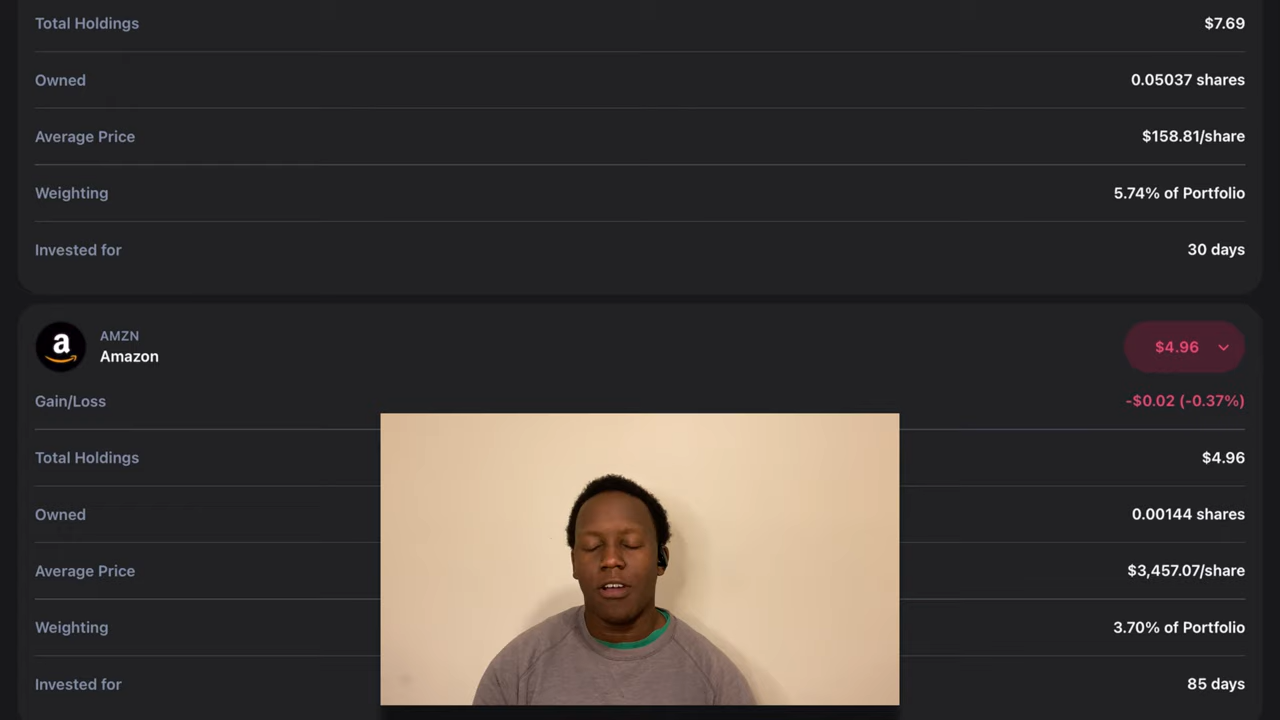 Total Holdings $7.69
Owned 0.05037 shares
Average Price $158.81/share
Weighting 5.74% of Portfolio
Invested for 30 days
a
AMZN
Amazon
$4.96
Gain/Loss -$0.02 (-0.37%)
Total Holdings $4.96
Owned 0.00144 shares
Average Price $3,457.07/share
Weighting 3.70% of Portfolio
Invested for 85 days